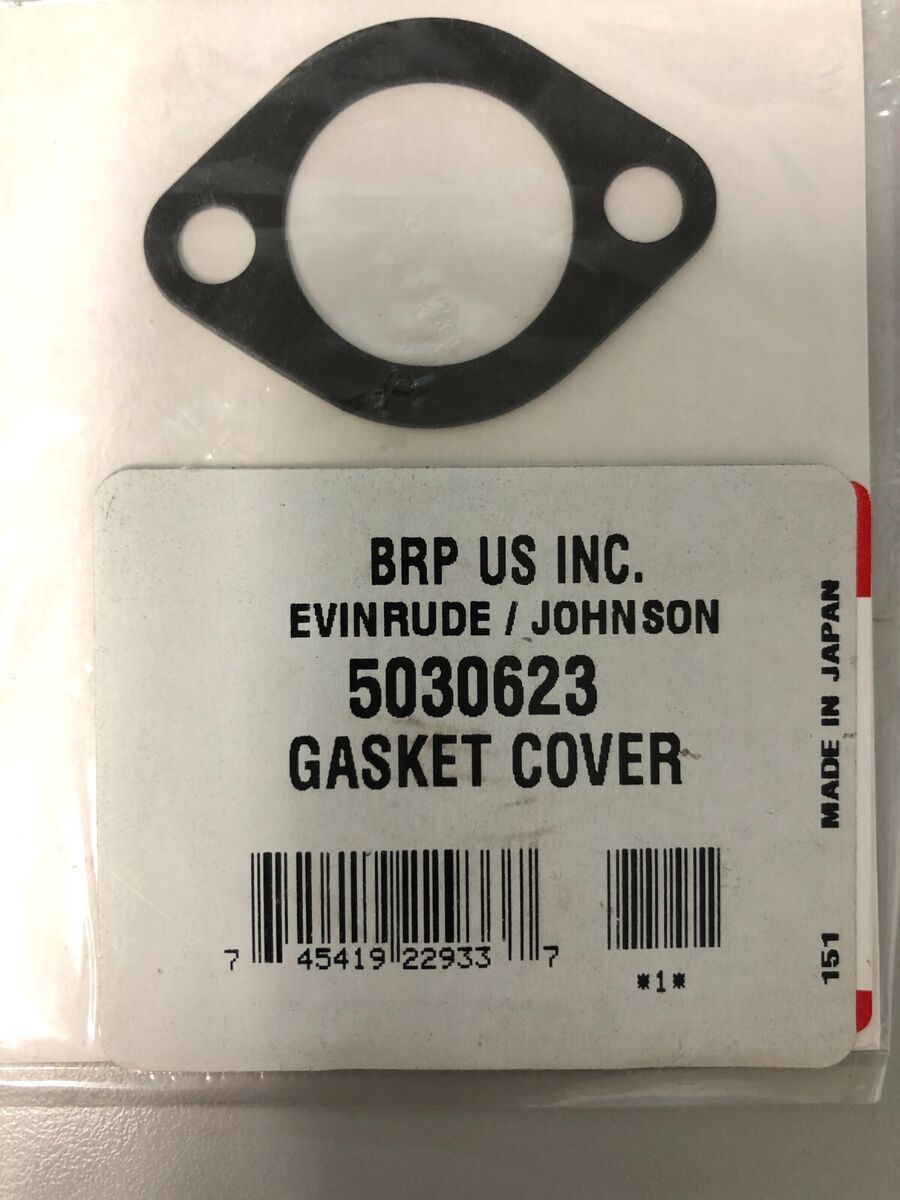 BRP US INC.
EVINRUDE / JOHNSON
5030623
GASKET COVER
7 45419 22933 7
*1*
151 MADE IN JAPAN